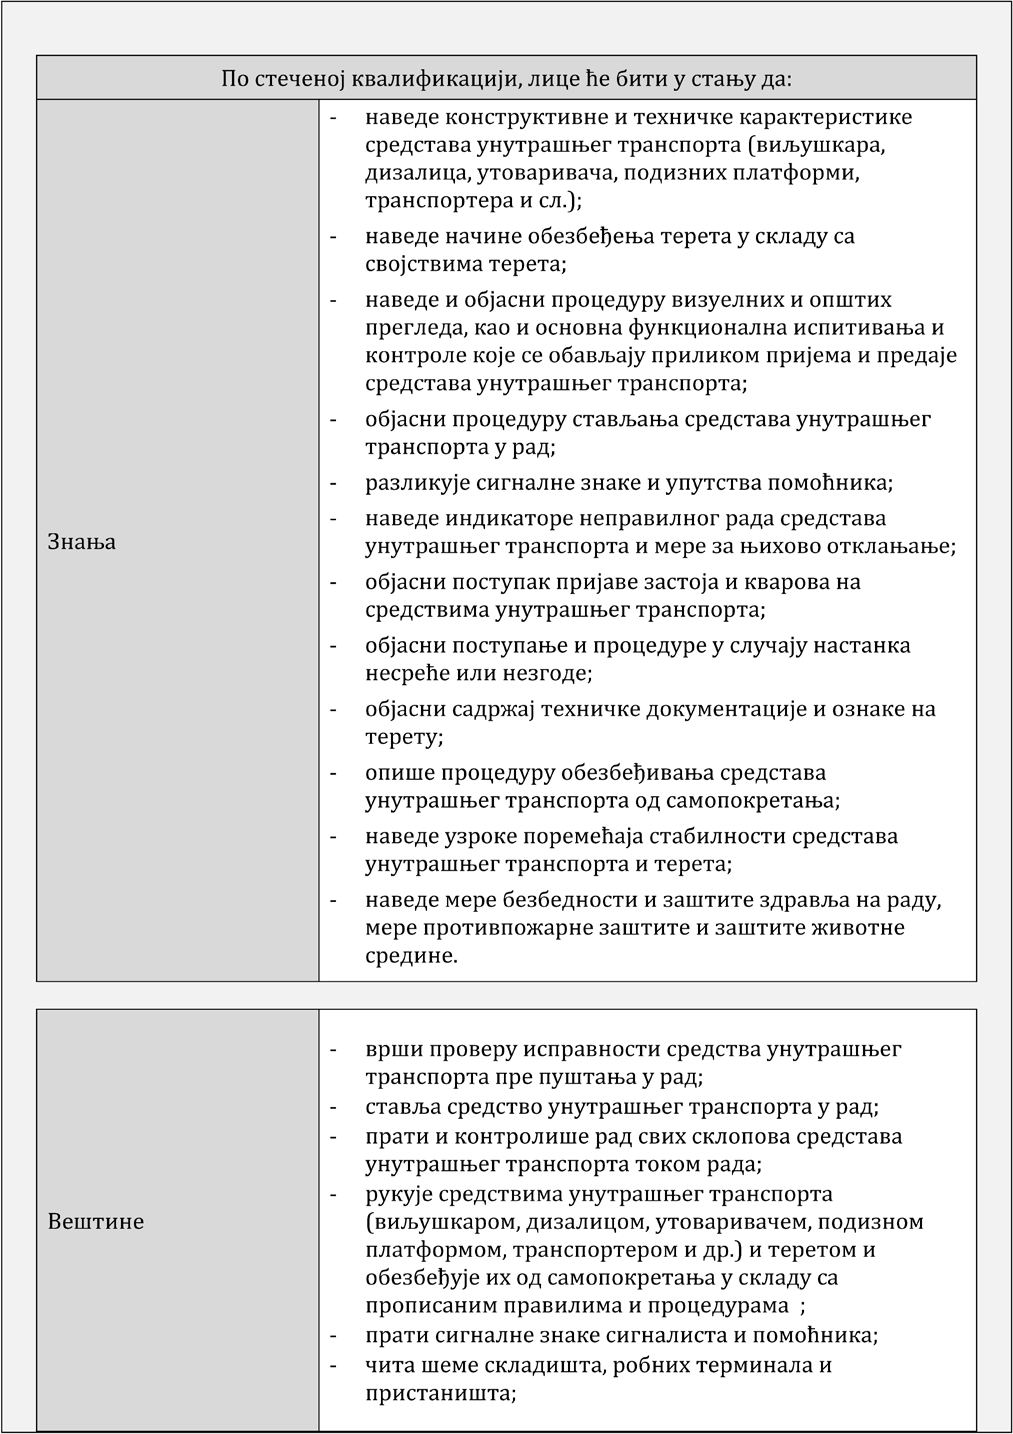 По стеченој квалификацији, лице ће бити у стању да:
Знања
- наведе конструктивне и техничке карактеристике
средстава унутрашњег транспорта (виљушкара,
дизалица, утоваривача, подизних платформи,
транспортера и сл.);
- наведе начине обезбеђења терета у складу са
својствима терета;
- наведе и објасни процедуру визуелних и општих
прегледа, као и основна функционална испитивања и
контроле које се обављају приликом пријема и предаје
средстава унутрашњег транспорта;
- објасни процедуру стављања средстава унутрашњег
транспорта у рад;
- разликује сигналне знаке и упутства помоћника;
- наведе индикаторе неправилног рада средстава
унутрашњег транспорта и мере за њихово отклањање;
- објасни поступак пријаве застоја и кварова на
средствима унутрашњег транспорта;
- објасни поступање и процедуре у случају настанка
несреће или незгоде;
- објасни садржај техничке документације и ознаке на
терету;
- опише процедуру обезбеђивања средстава
унутрашњег транспорта од самопокретања;
- наведе узроке поремећаја стабилности средстава
унутрашњег транспорта и терета;
- наведе мере безбедности и заштите здравља на раду,
мере противпожарне заштите и заштите животне
средине.
Вештине
- врши проверу исправности средства унутрашњег
транспорта пре пуштања у рад;
- ставља средство унутрашњег транспорта у рад;
- прати и контролише рад свих склопова средстава
унутрашњег транспорта током рада;
- рукује средствима унутрашњег транспорта
(виљушкаром, дизалицом, утоваривачем, подизном
платформом, транспортером и др.) и теретом и
обезбеђује их од самопокретања у складу са
прописаним правилима и процедурама  ;
- прати сигналне знаке сигналиста и помоћника;
- чита шеме складишта, робних терминала и
пристаништа;